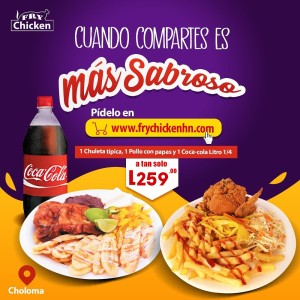 FRY
Chicken
CUANDO COMPARTES ES
más Sabroso
Pídelo en
www.frychickenhn.com
1 Chuleta típica, 1 Pollo con papas y 1 Coca-cola Litro 1/4
a tan solo
L259.00
Coca-Cola
Choloma